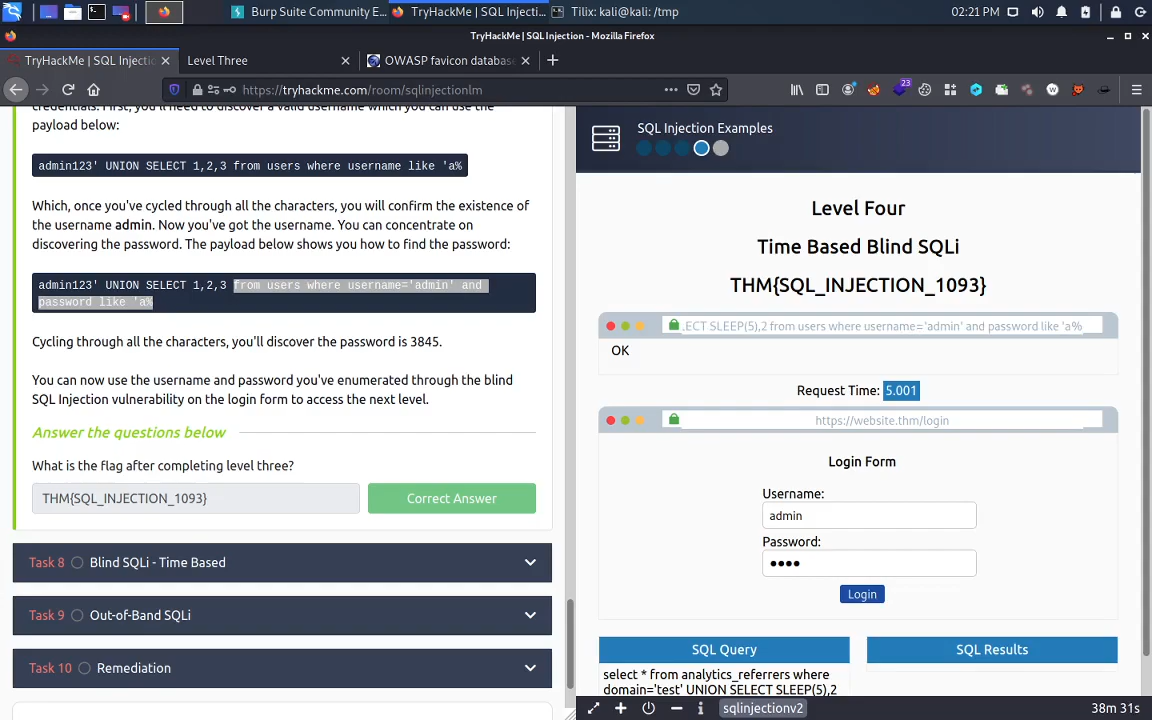 Burp Suite Community E...
TryHackMe | SQL Injecti...
Tilix: kali@kali: /tmp
02:21 PM
TryHackMe | SQL Injection - Mozilla Firefox
TryHackMe | SQL Injectio
Level Three
OWASP favicon database
https://tryhackme.com/room/sqlinjectionlm
23
credentials. First, you'll need to discover a valid username which you can use the
payload below:
admin123' UNION SELECT 1,2,3 from users where username like 'a%
Which, once you've cycled through all the characters, you will confirm the existence of
the username admin. Now you've got the username. You can concentrate on
discovering the password. The payload below shows you how to find the password:
admin123' UNION SELECT 1,2,3 from users where username='admin' and
password like 'a%
Cycling through all the characters, you'll discover the password is 3845.
You can now use the username and password you've enumerated through the blind
SQL Injection vulnerability on the login form to access the next level.
Answer the questions below
What is the flag after completing level three?
THM{SQL_INJECTION_1093}
Correct Answer
Task 8 Blind SQLi - Time Based
Task 9 Out-of-Band SQLi
Task 10 Remediation
SQL Injection Examples
Level Four
Time Based Blind SQLi
THM{SQL_INJECTION_1093}
.ECT SLEEP(5),2 from users where username='admin' and password like 'a%
OK
Request Time: 5.001
https://website.thm/login
Login Form
Username:
admin
Password:
••••
Login
SQL Query
SQL Results
select * from analytics_referrers where
domain='test' UNION SELECT SLEEP(5),2
sqlinjectionv2
38m 31s